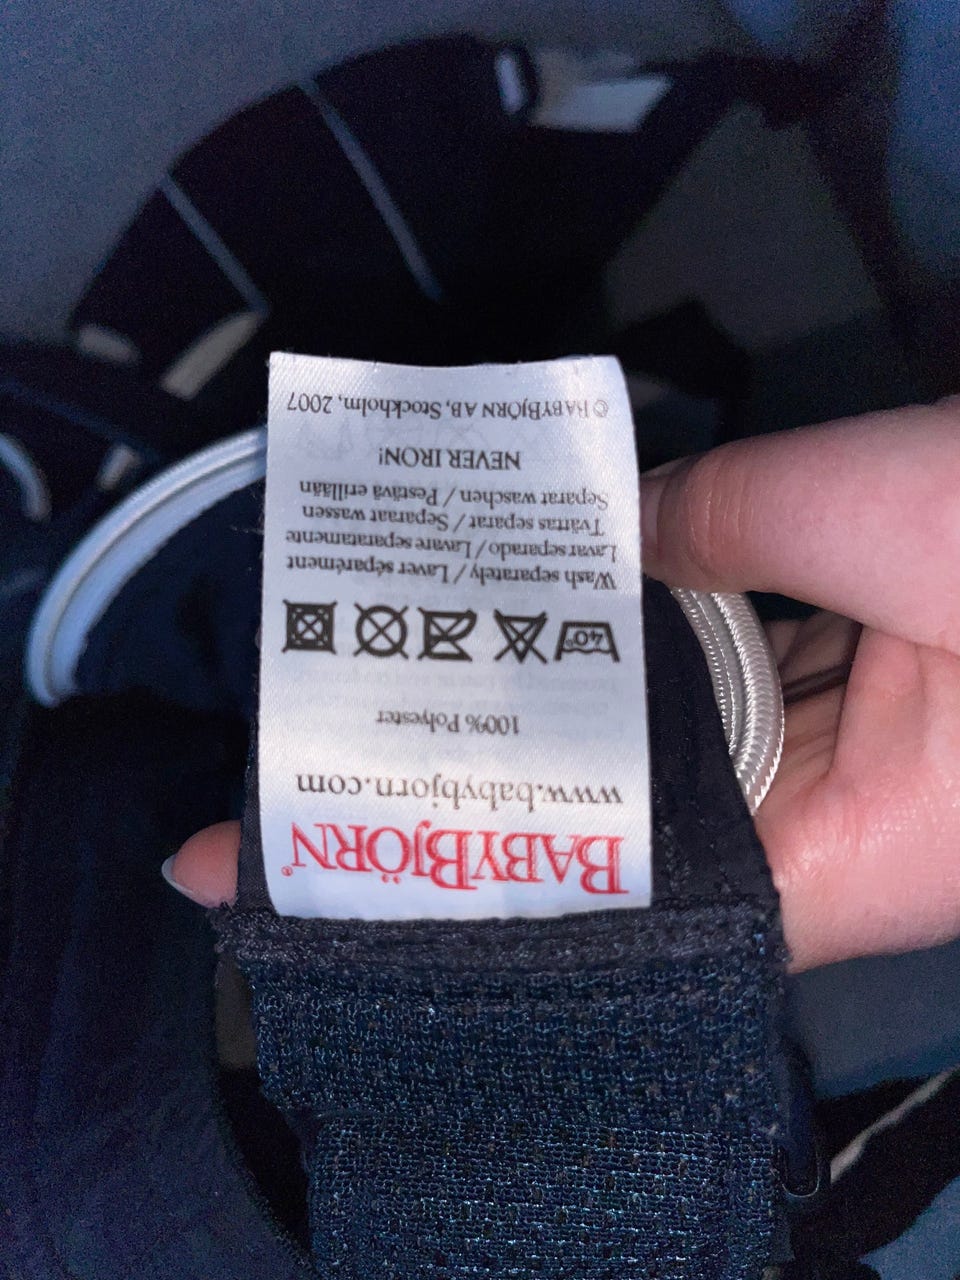 BABYBJÖRN®
www.babybjorn.com
100% Polyester
40°
Wash separately / Laver séparément
Lavar separado / Lavare separatamente
Tvättas separat / Separaat wassen
Separat waschen / Pestävä erillään
NEVER IRON!
© BABYBJÖRN AB, Stockholm, 2007